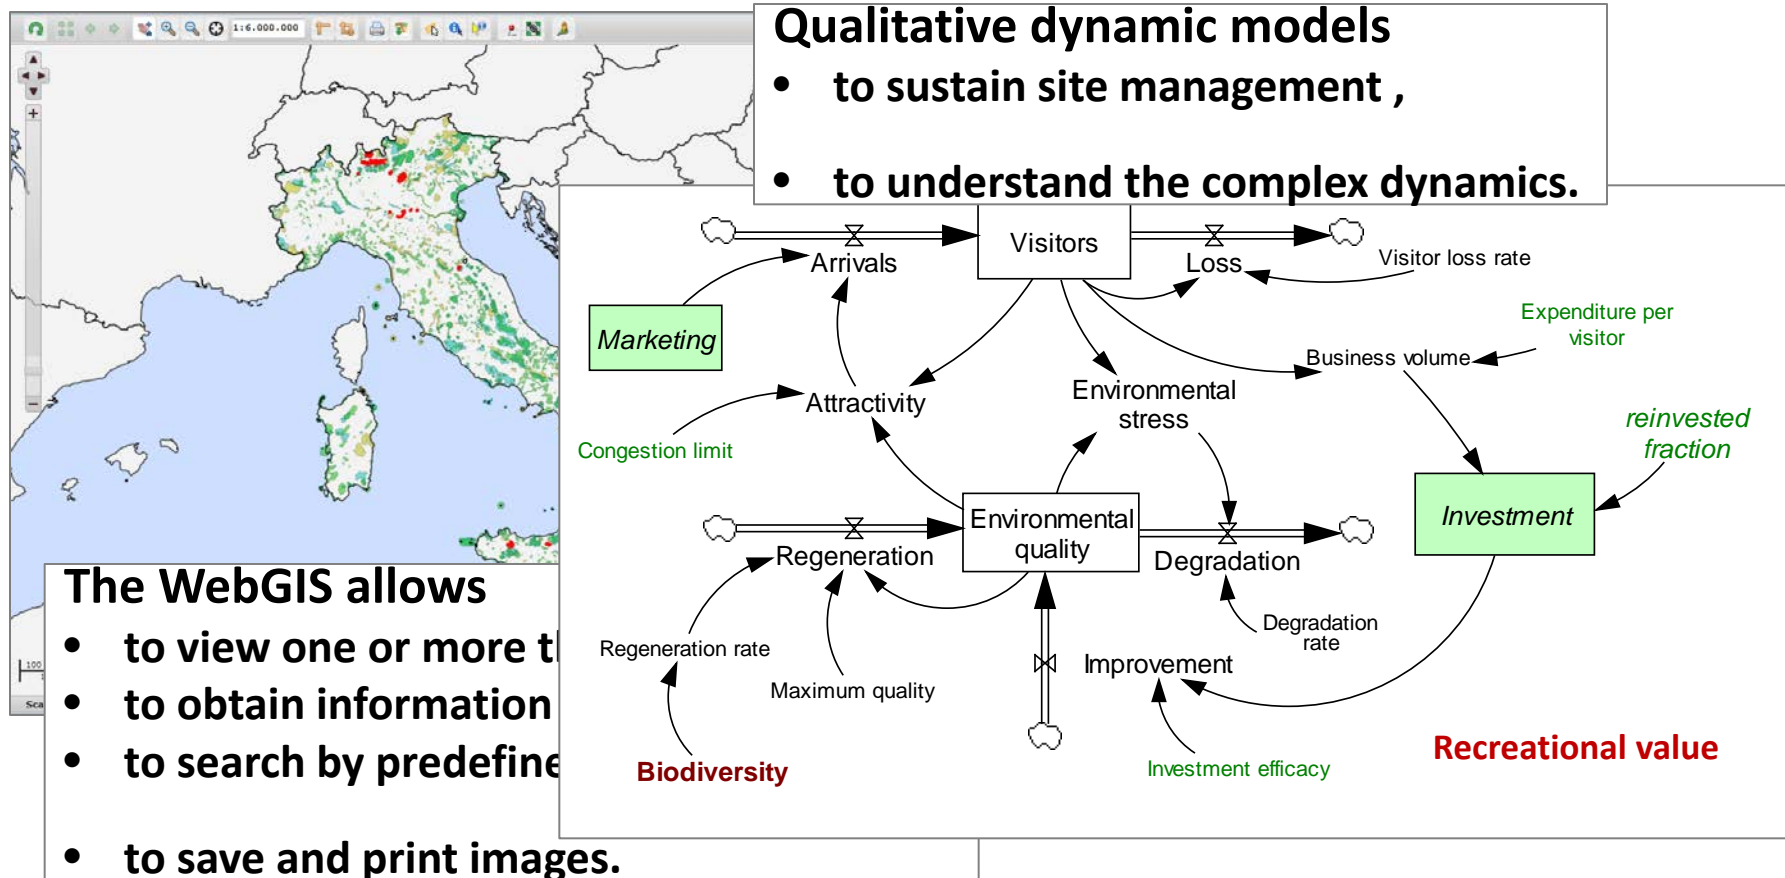 1:6.000.000
Qualitative dynamic models
• to sustain site management ,
• to understand the complex dynamics.
Visitors
Arrivals
Loss
Visitor loss rate
Marketing
Expenditure per
visitor
Business volume
Attractivity
Environmental
stress
Congestion limit
reinvested
fraction
Environmental
quality
Investment
Regeneration
Degradation
Regeneration rate
Maximum quality
Degradation
rate
Improvement
Biodiversity
Investment efficacy
Recreational value
The WebGIS allows
• to view one or more
• to obtain information
• to search by
• to save and print images.
100